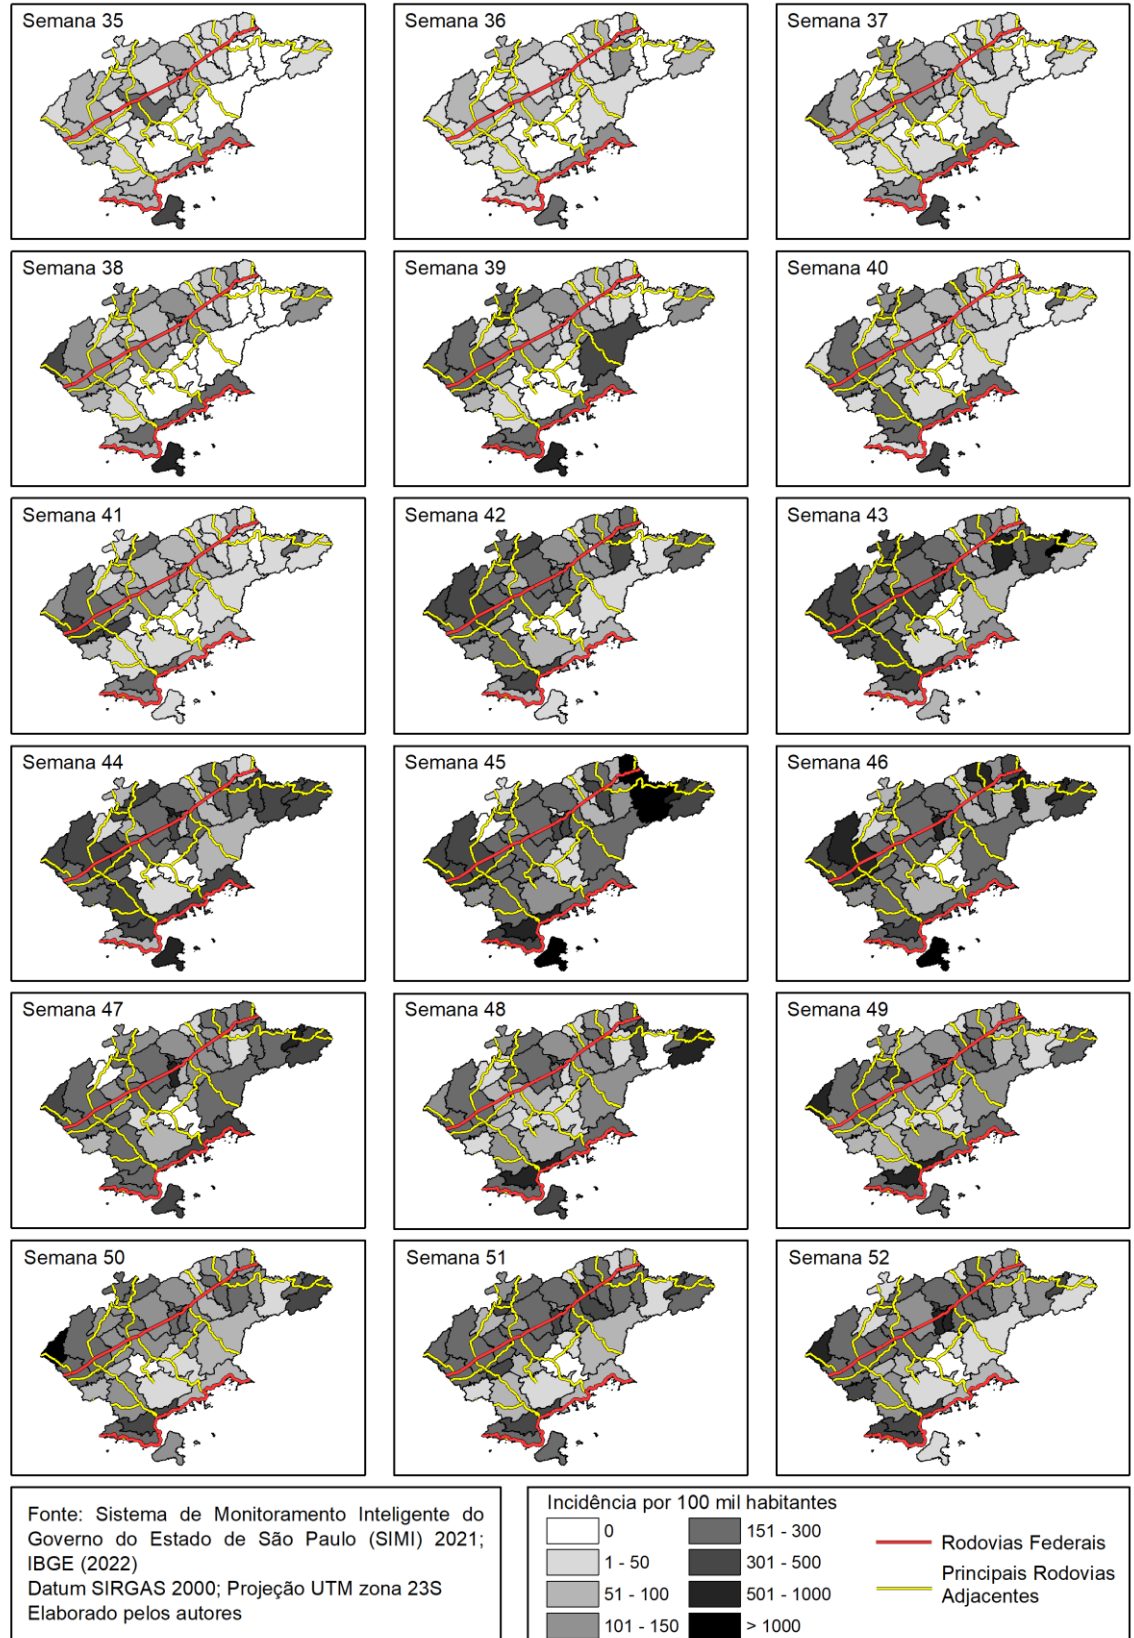 Semana 35
Semana 36
Semana 37
Semana 38
Semana 39
Semana 40
Semana 41
Semana 42
Semana 43
Semana 44
Semana 45
Semana 46
Semana 47
Semana 48
Semana 49
Semana 50
Semana 51
Semana 52
Fonte: Sistema de Monitoramento Inteligente do
Governo do Estado de São Paulo (SIMI) 2021;
IBGE (2022)
Datum SIRGAS 2000; Projeção UTM zona 23S
Elaborado pelos autores
Incidência por 100 mil habitantes
0
1 - 50
51 - 100
101 - 150
151 - 300
301 - 500
501 - 1000
> 1000
Rodovias Federais
Principais Rodovias
Adjacentes